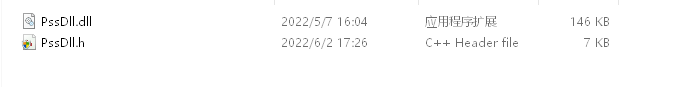 PssDll.dll 2022/5/7 16:04 应用程序扩展 146 KB
PssDll.h 2022/6/2 17:26 C++ Header file 7 KB